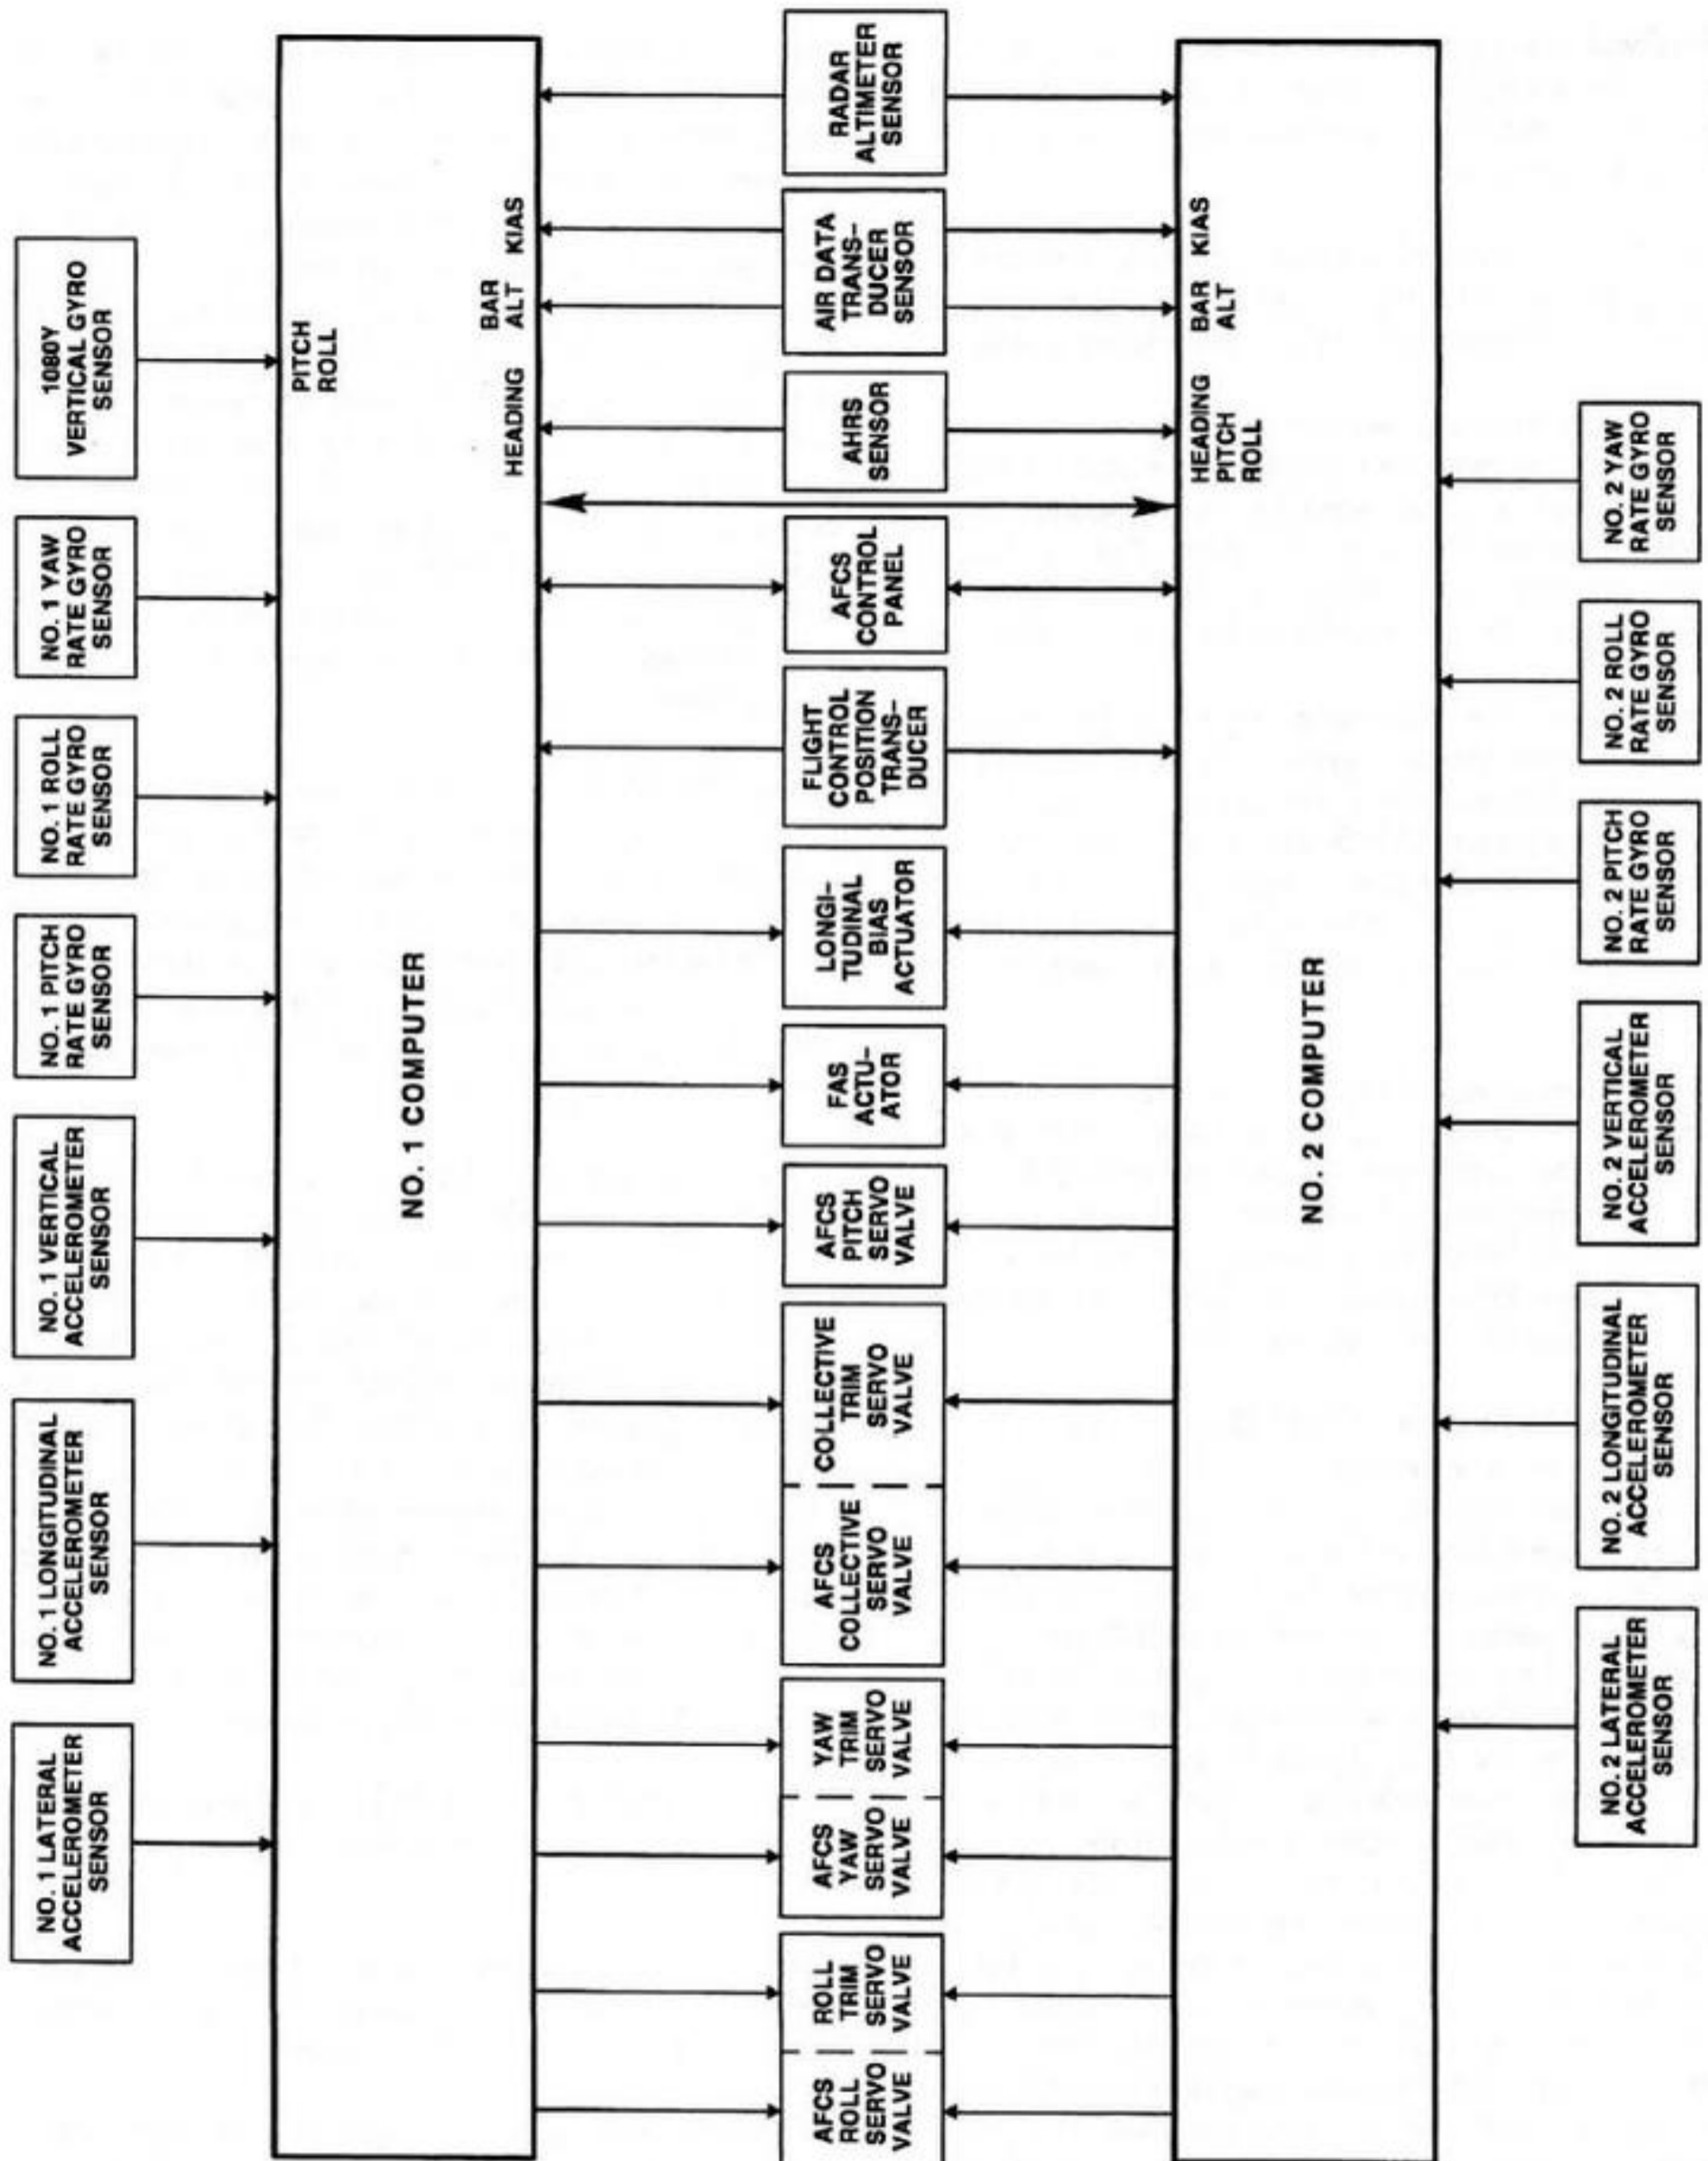 NO. 1 LATERAL
ACCELEROMETER
SENSOR
NO. 1 LONGITUDINAL
ACCELEROMETER
SENSOR
NO. 1 VERTICAL
ACCELEROMETER
SENSOR
NO. 1 PITCH
RATE GYRO
SENSOR
NO. 1 ROLL
RATE GYRO
SENSOR
NO. 1 YAW
RATE GYRO
SENSOR
1080Y
VERTICAL GYRO
SENSOR
PITCH
ROLL
NO. 1 COMPUTER
HEADING
BAR
ALT
KIAS
AFCS
ROLL
SERVO
VALVE
ROLL
TRIM
SERVO
VALVE
AFCS
YAW
SERVO
VALVE
YAW
TRIM
SERVO
VALVE
AFCS
COLLECTIVE
SERVO
VALVE
COLLECTIVE
TRIM
SERVO
VALVE
AFCS
PITCH
SERVO
VALVE
FAS
ACTU-
ATOR
LONGI-
TUDINAL
BIAS
ACTUATOR
FLIGHT
CONTROL
POSITION
TRANS-
DUCER
AFCS
CONTROL
PANEL
AHRS
SENSOR
AIR DATA
TRANS-
DUCER
SENSOR
RADAR
ALTIMETER
SENSOR
HEADING
PITCH
ROLL
BAR
ALT
KIAS
NO. 2 COMPUTER
NO. 2 LATERAL
ACCELEROMETER
SENSOR
NO. 2 LONGITUDINAL
ACCELEROMETER
SENSOR
NO. 2 VERTICAL
ACCELEROMETER
SENSOR
NO. 2 PITCH
RATE GYRO
SENSOR
NO. 2 ROLL
RATE GYRO
SENSOR
NO. 2 YAW
RATE GYRO
SENSOR